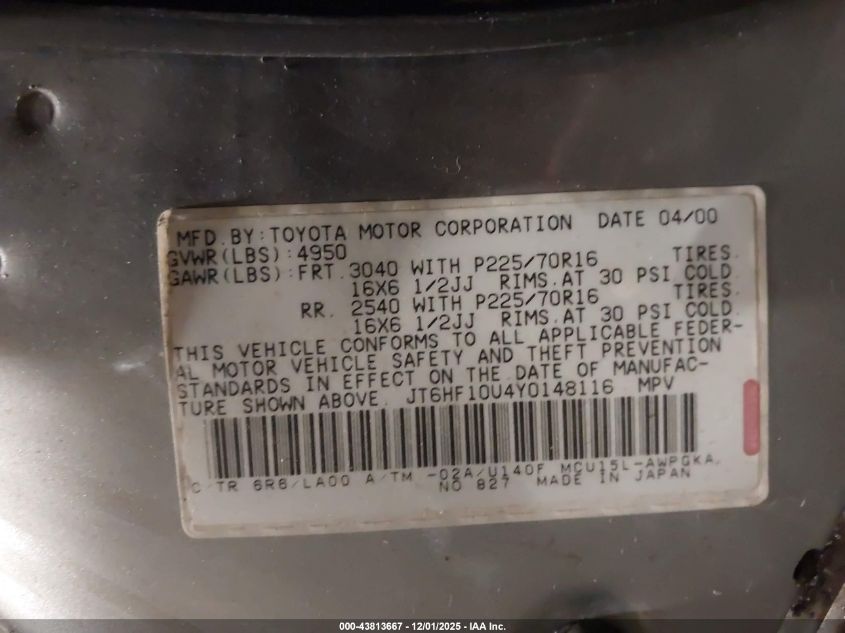 MFD. BY: TOYOTA MOTOR CORPORATION DATE 04/00
GVWR(LBS): 4950
GAWR(LBS): FRT. 3040 WITH P225/70R16 TIRES.
16X6 1/2JJ RIMS. AT 30 PSI COLD.
RR. 2540 WITH P225/70R16 TIRES.
16X6 1/2JJ RIMS. AT 30 PSI COLD.
THIS VEHICLE CONFORMS TO ALL APPLICABLE FEDER-
AL MOTOR VEHICLE SAFETY AND THEFT PREVENTION
STANDARDS IN EFFECT ON THE DATE OF MANUFAC-
TURE SHOWN ABOVE. JT6HF10U4Y0148116 MPV
C/TR 6R6/LA00 A/TM -02A/U140F MCU15L-AWPGKA.
NO 827 MADE IN JAPAN
000-43813667 - 12/01/2025 - IAA Inc.